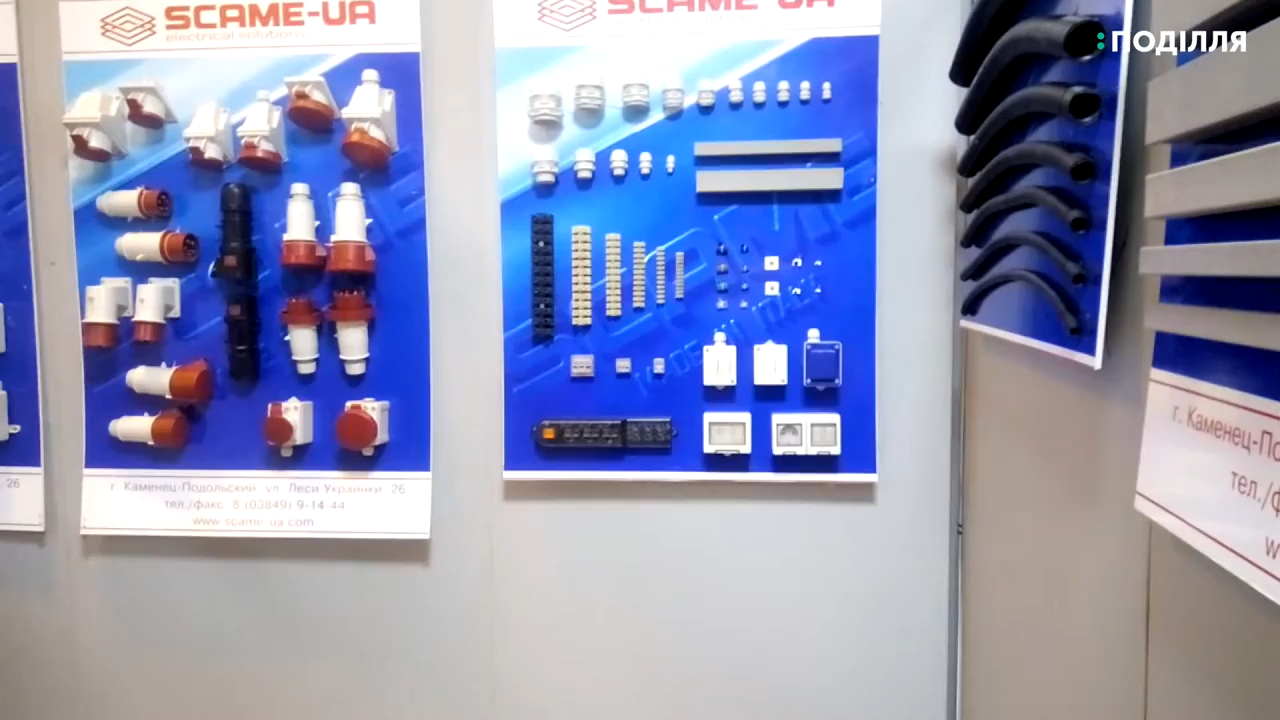 SCAME-UA
electrical solutions
SCAME-UA
:ПОДІЛЛЯ
г. Каменец-Подольский ул. Леси Украинки 26
тел./факс 8 (03849) 9-14-44
www.scame-ua.com
26
г. Каменец-По
тел./ф
w